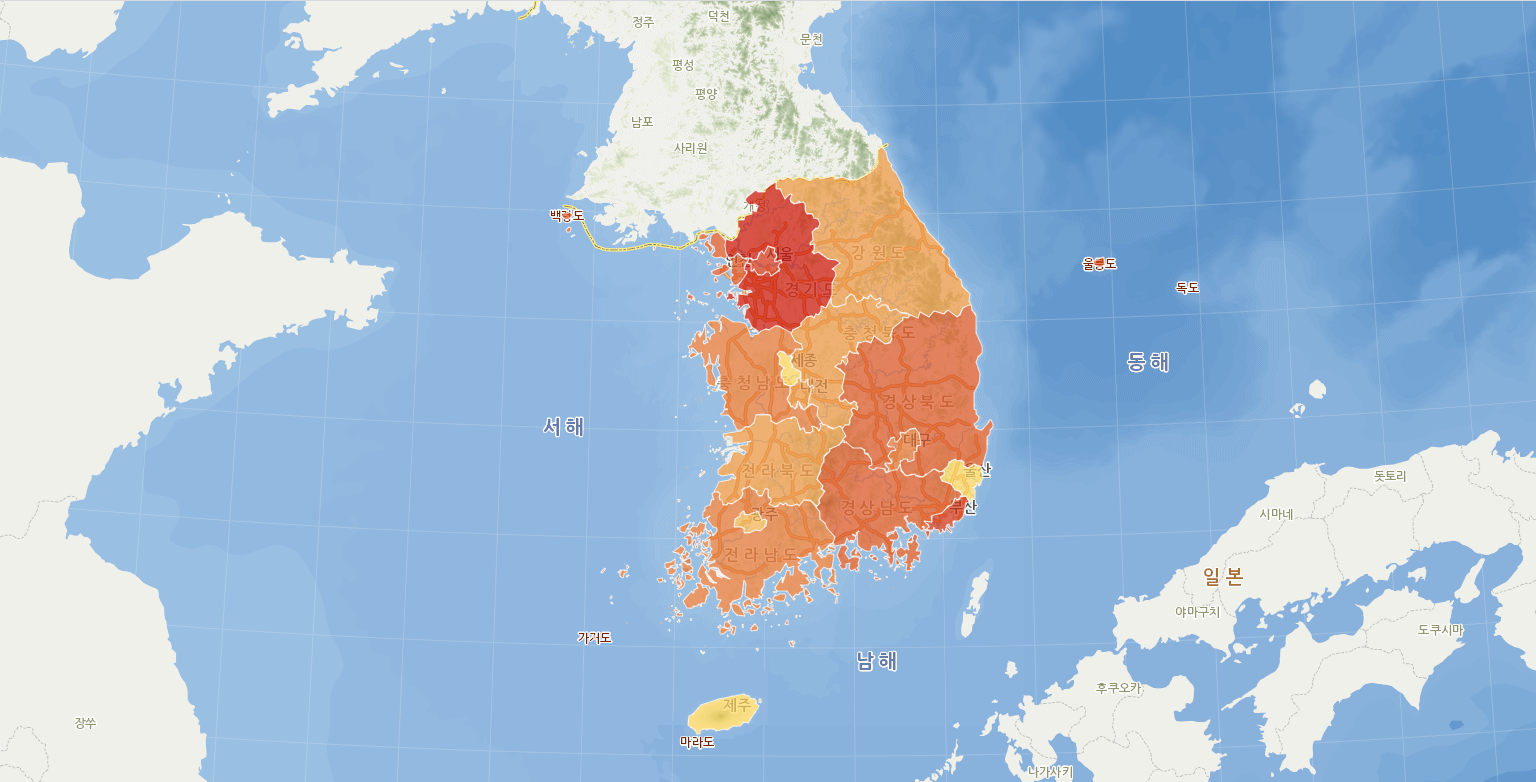 정주
덕천
문천
평성
평양
남포
사리원
백령도
서울
강원도
울릉도
경기도
독도
충청북도
세종
동해
충청남도
대전
경상북도
서해
대구
울산
전라북도
돗토리
경상남도
부산
광주
시마네
전라남도
일본
야마구치
도쿠시마
가거도
남해
후쿠오카
제주
장쑤
마라도
나가사키